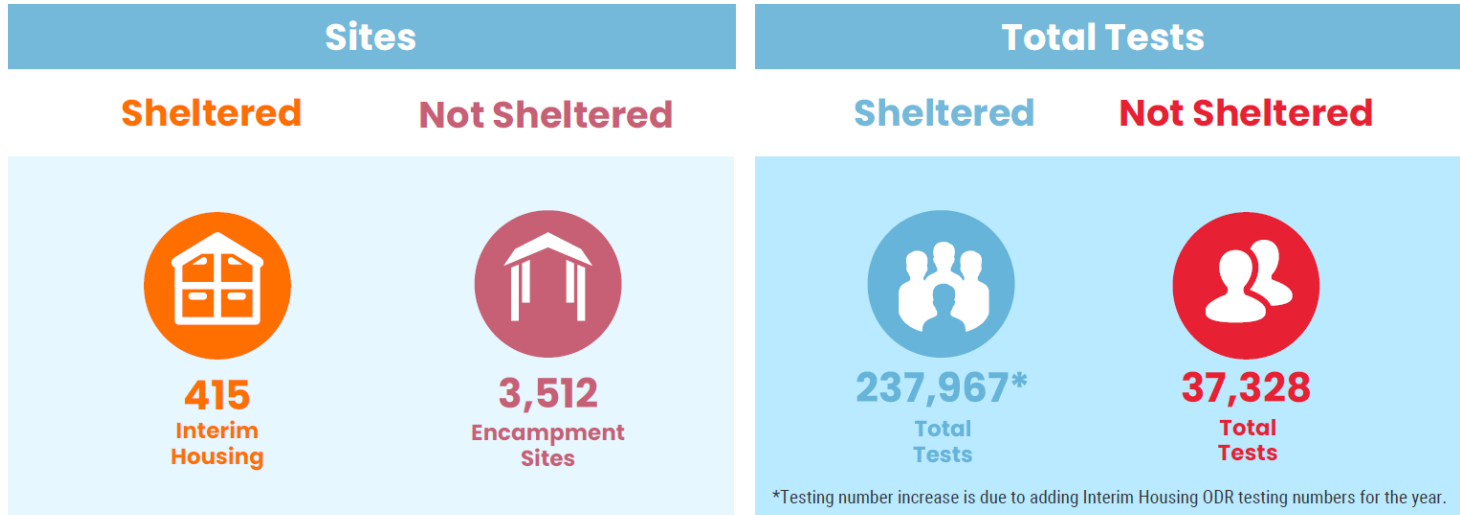 Sites
Sheltered
Not Sheltered
415
Interim
Housing
3,512
Encampment
Sites
Total Tests
Sheltered
Not Sheltered
237,967*
Total
Tests
37,328
Total
Tests
*Testing number increase is due to adding Interim Housing ODR testing numbers for the year.